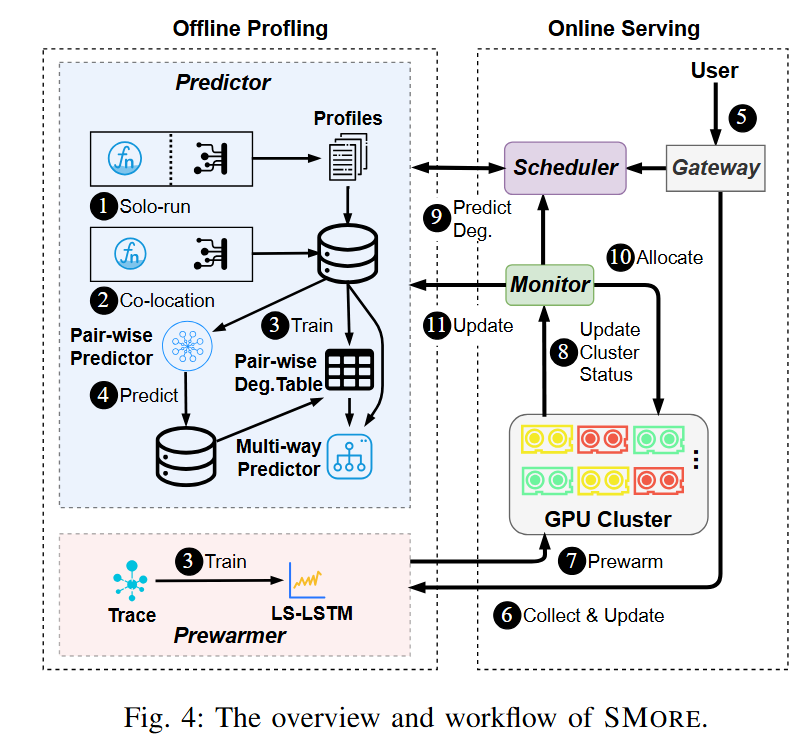 Offline Profling
Online Serving
Predictor
User
5
Profiles
fn
Scheduler
Gateway
1 Solo-run
9 Predict
Deg.
fn
10 Allocate
Monitor
2 Co-location
11 Update
3 Train
Pair-wise
Predictor
8 Update
Cluster
Status
Pair-wise
Deg.Table
4 Predict
Multi-way
Predictor
GPU Cluster
7 Prewarm
3 Train
Trace
LS-LSTM
6 Collect & Update
Prewarmer
Fig. 4: The overview and workflow of SMORE.